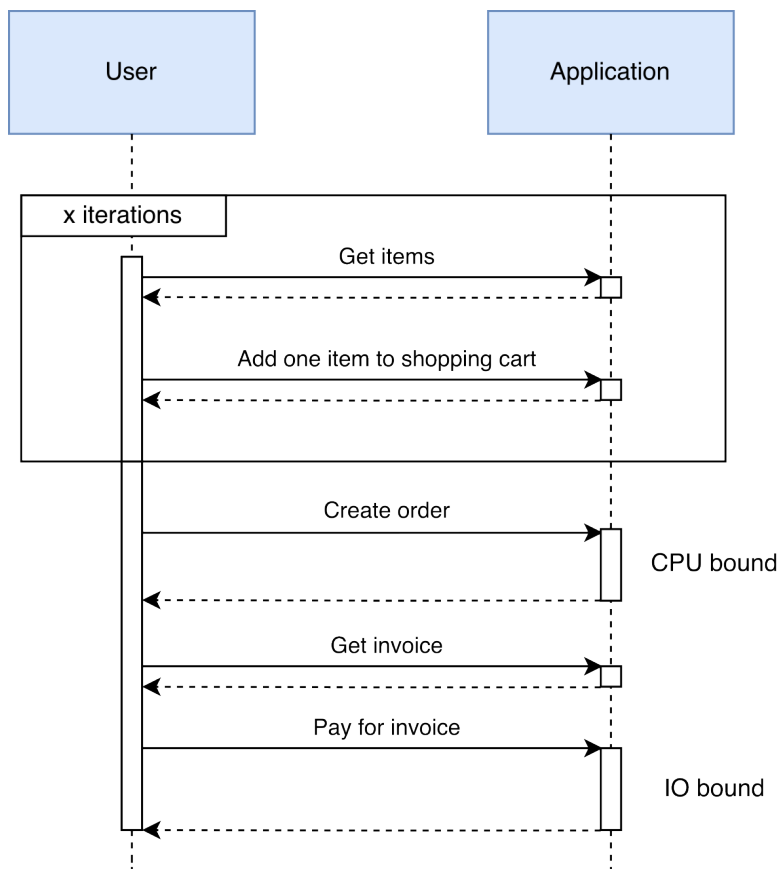 User
Application
x iterations
Get items
Add one item to shopping cart
Create order
CPU bound
Get invoice
Pay for invoice
IO bound